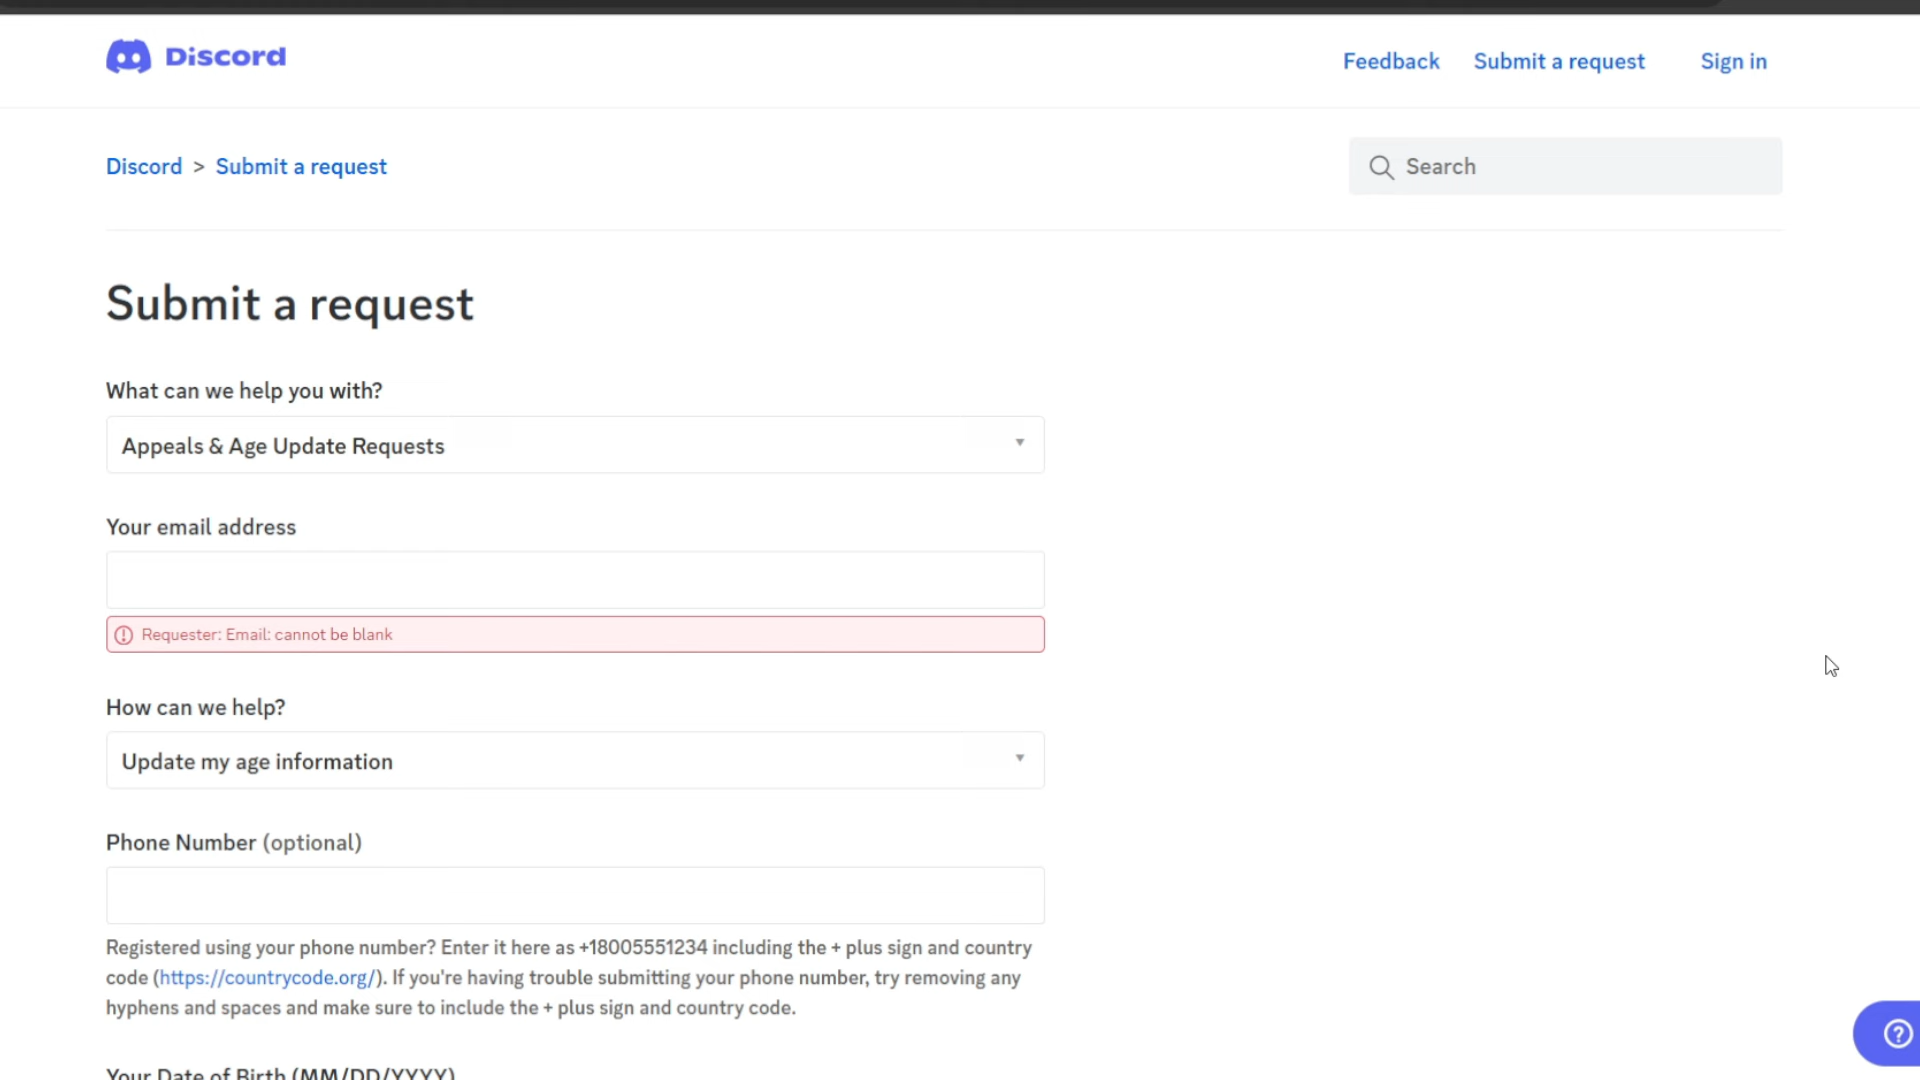 Discord
Feedback Submit a request Sign in
Discord > Submit a request
Search
Submit a request
What can we help you with?
Appeals & Age Update Requests
Your email address
Requester: Email: cannot be blank
How can we help?
Update my age information
Phone Number (optional)
Registered using your phone number? Enter it here as +18005551234 including the + plus sign and country
code (https://countrycode.org/). If you're having trouble submitting your phone number, try removing any
hyphens and spaces and make sure to include the + plus sign and country code.
Your Date of Birth (MM/DD/YYYY)